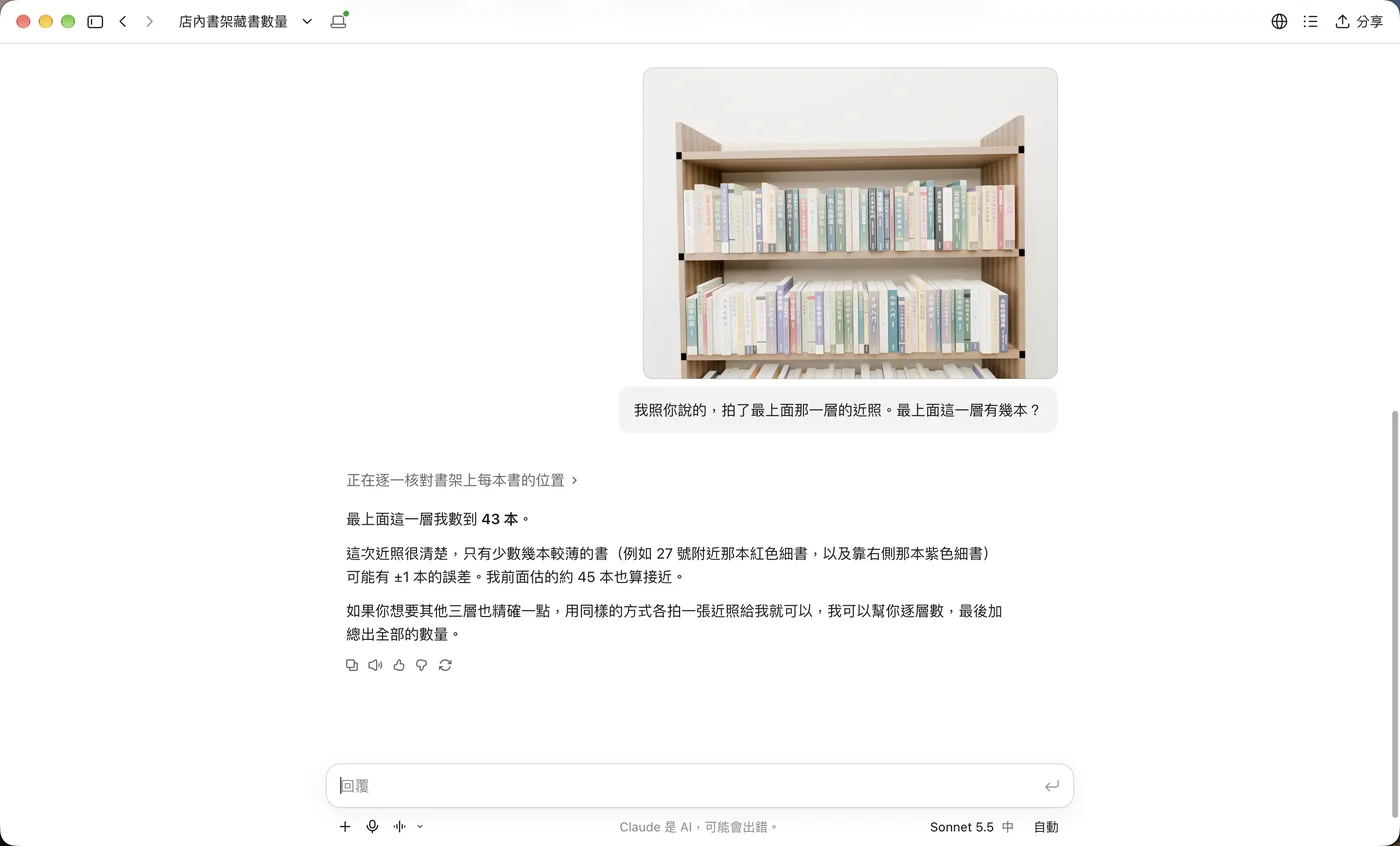 店內書架藏書數量
分享
我照你說的，拍了最上面那一層的近照。最上面這一層有幾本？
正在逐一核對書架上每本書的位置
最上面這一層我數到 43 本。
這次近照很清楚，只有少數幾本較薄的書（例如 27 號附近那本紅色細書，以及靠右側那本紫色細書）
可能有 ±1 本的誤差。我前面估的約 45 本也算接近。
如果你想要其他三層也精確一點，用同樣的方式各拍一張近照給我就可以，我可以幫你逐層數，最後加
總出全部的數量。
回覆
Claude 是 AI，可能會出錯。
Sonnet 5.5 中 自動